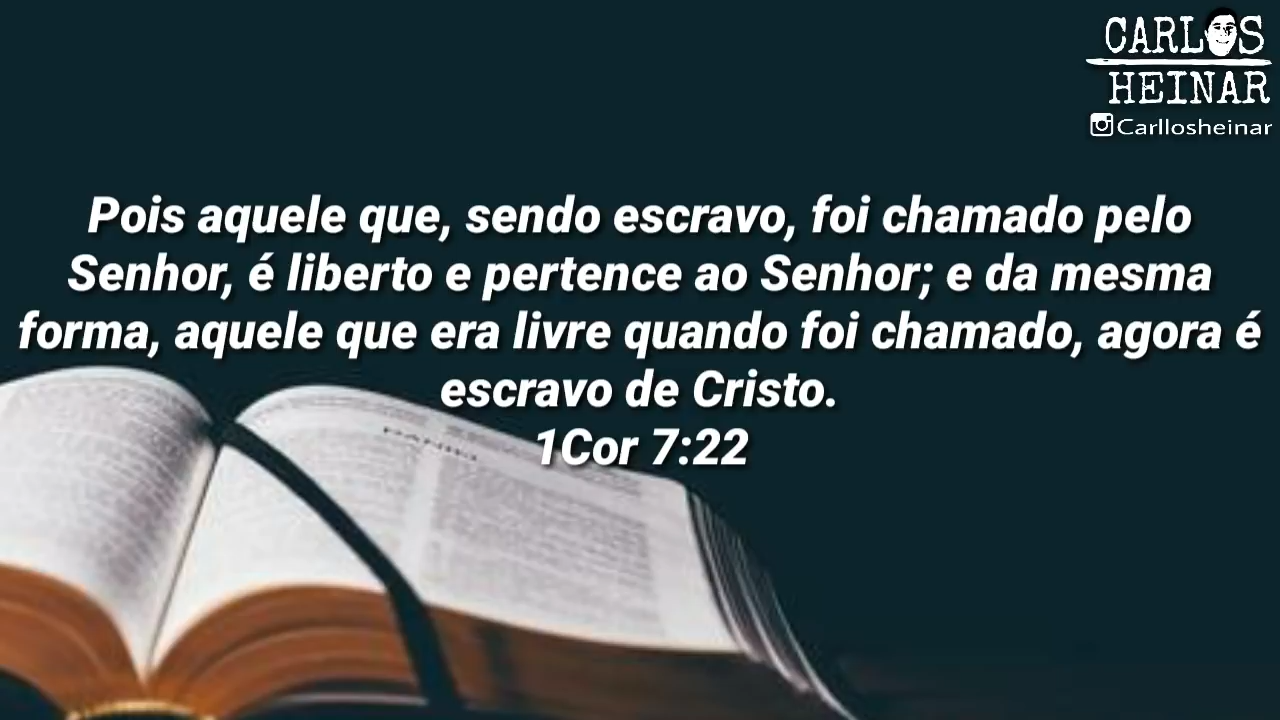 CARLOS
HEINAR
Carllosheinar
Pois aquele que, sendo escravo, foi chamado pelo
Senhor, é liberto e pertence ao Senhor; e da mesma
forma, aquele que era livre quando foi chamado, agora é
escravo de Cristo.
1Cor 7:22
DANIEL